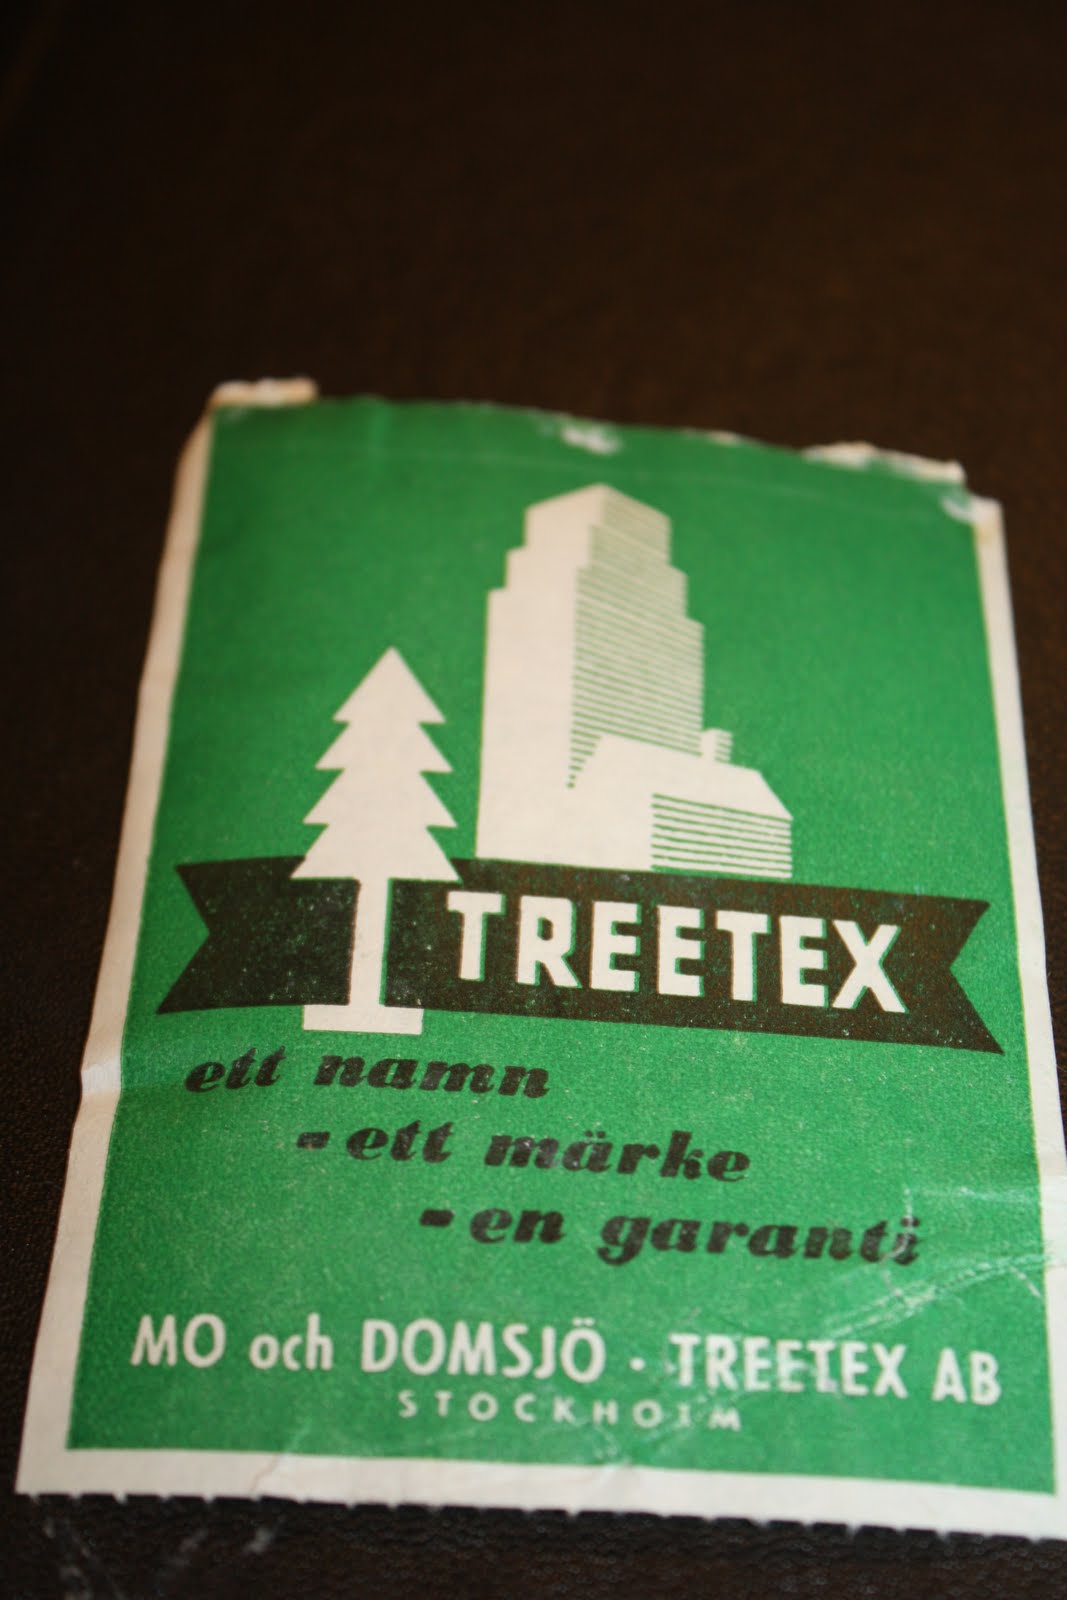 TREETEX
ett namn
- ett märke
- en garanti
MO och DOMSJÖ · TREETEX AB
STOCKHOLM